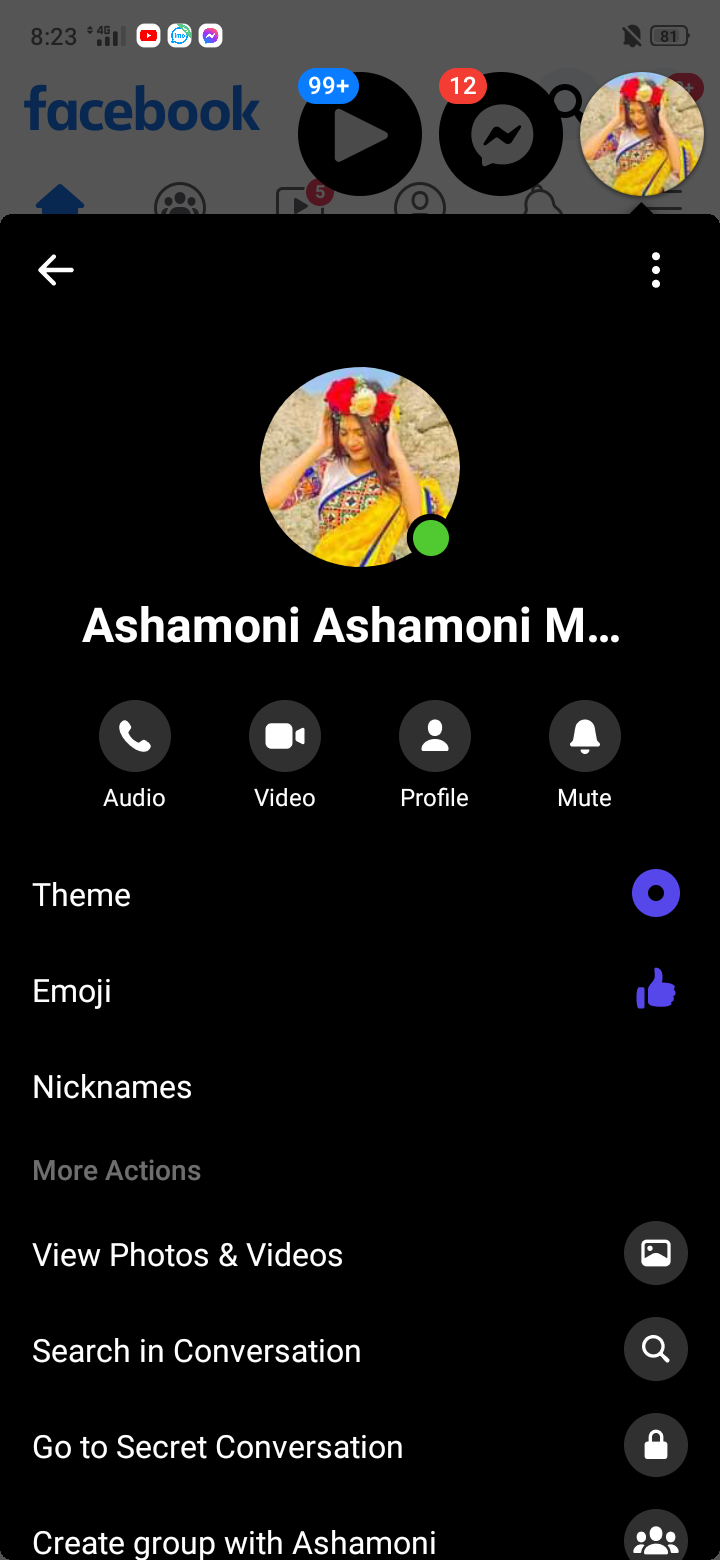 8:23 4G 81
facebook 99+ 12
5
Ashamoni Ashamoni M...
Audio Video Profile Mute
Theme
Emoji
Nicknames
More Actions
View Photos & Videos
Search in Conversation
Go to Secret Conversation
Create group with Ashamoni